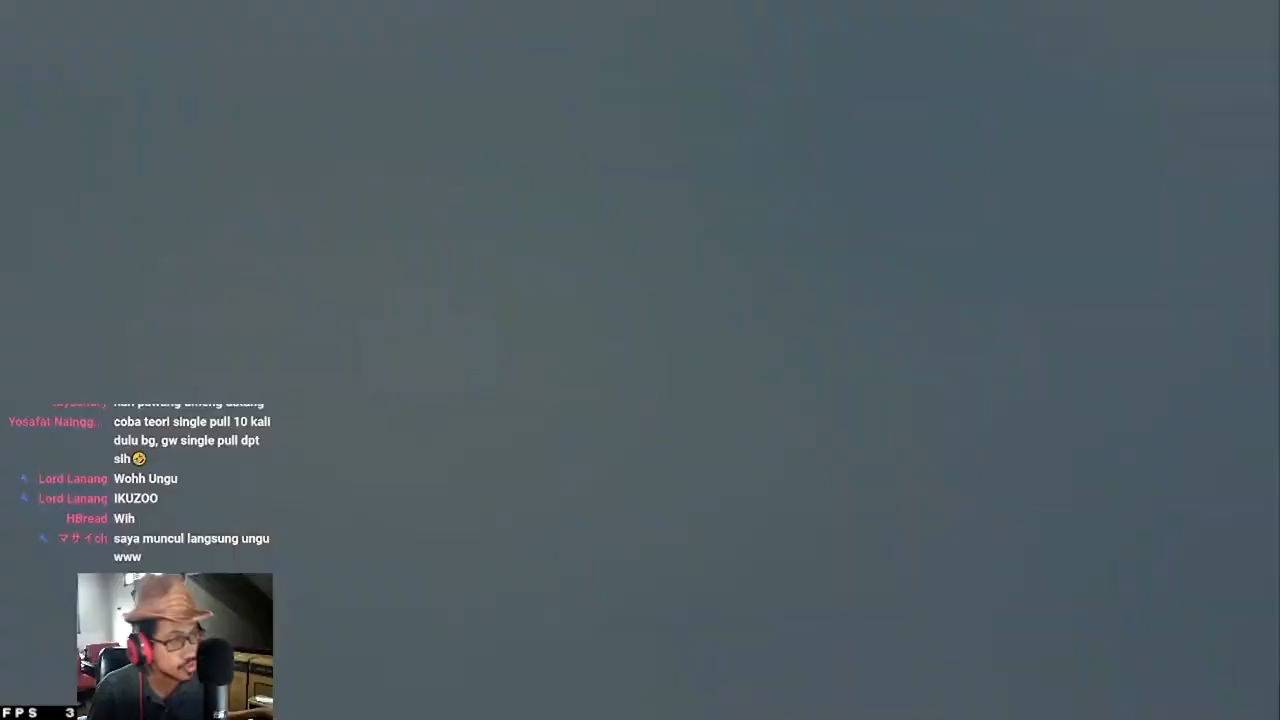 Yosafat Naingg... coba teori single pull 10 kali
dulu bg, gw single pull dpt
sih🤣
Lord Lanang Wohh Ungu
Lord Lanang IKUZOO
HBread Wih
マサイch saya muncul langsung ungu
www
FPS 3